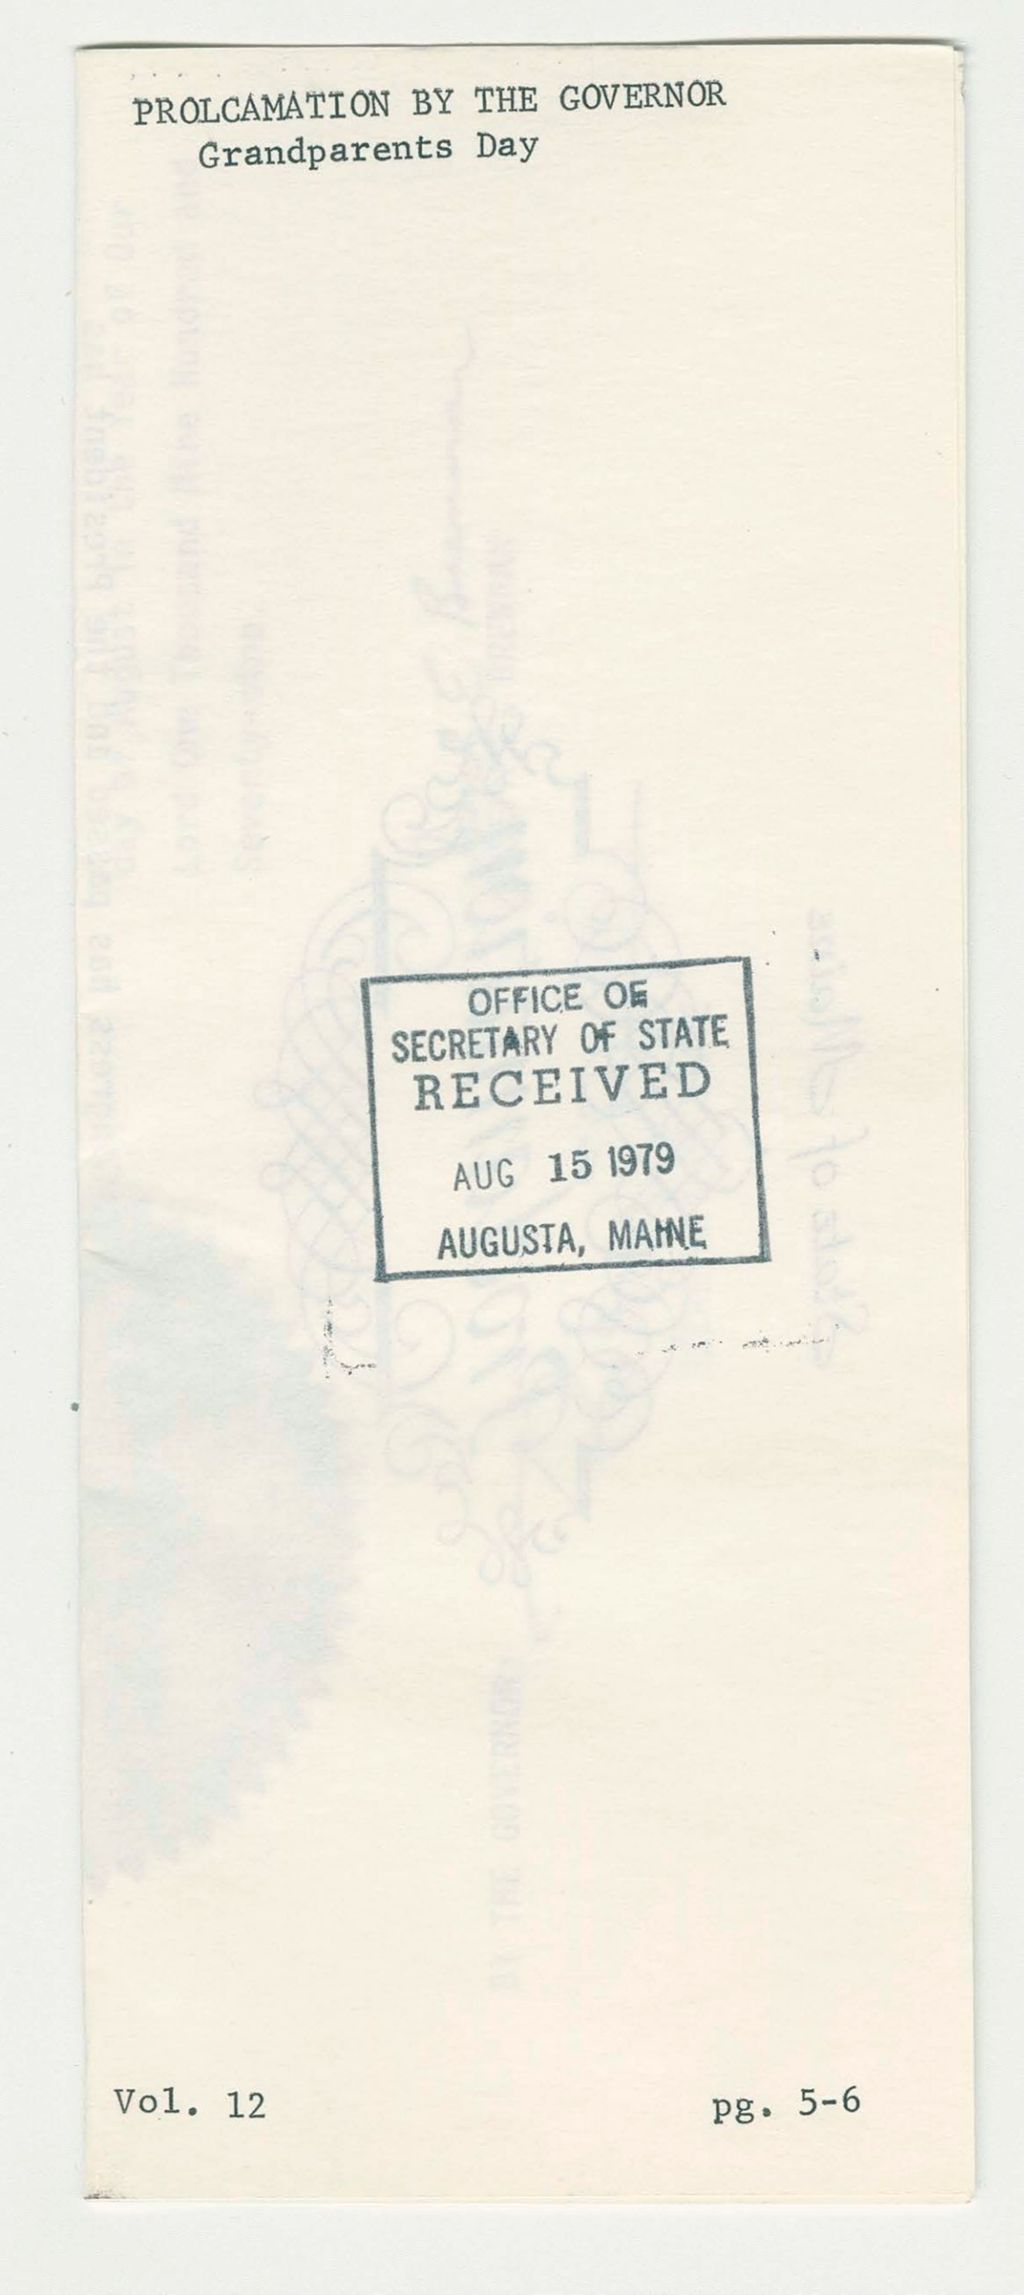 PROLCAMATION BY THE GOVERNOR
Grandparents Day
OFFICE OF
SECRETARY OF STATE
RECEIVED
AUG 15 1979
AUGUSTA, MAINE
Vol. 12 pg. 5-6